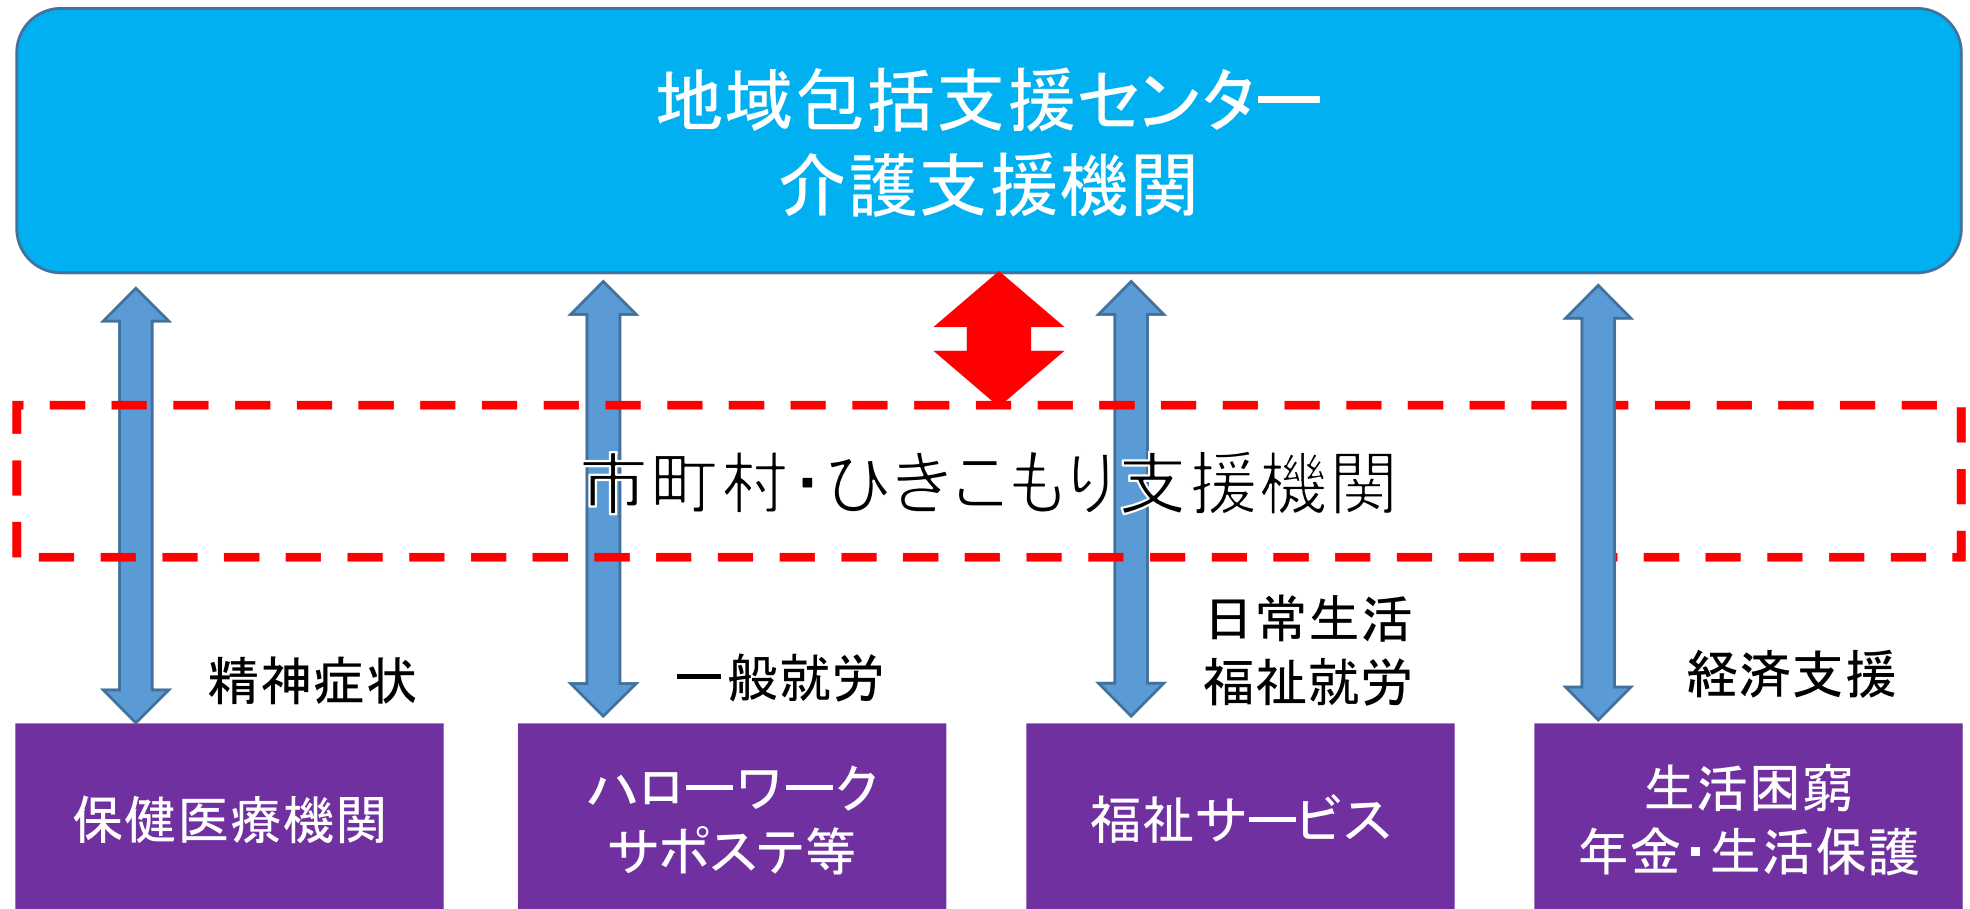 地域包括支援センター
介護支援機関
市町村・ひきこもり支援機関
精神症状
一般就労
日常生活
福祉就労
経済支援
保健医療機関
ハローワーク
サポステ等
福祉サービス
生活困窮
年金・生活保護